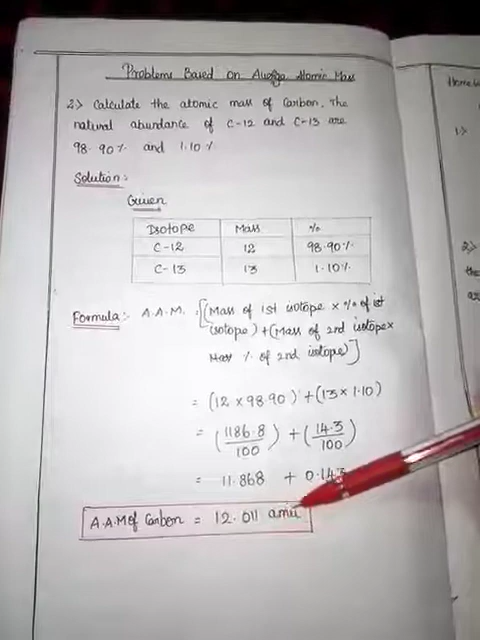 Problems Based on Average Atomic Mass
2.) Calculate the atomic mass of Carbon. The
natural abundance of C-12 and C-13 are
98.90% and 1.10%
Solution:
Given
Isotope Mass %
C-12 12 98.90%
C-13 13 1.10%
Formula:- A.A.M. = [(Mass of 1st isotope × % of 1st
isotope) + (Mass of 2nd isotope ×
% of 2nd isotope)]
= (12 × 98.90) + (13 × 1.10)
= (1186.8/100) + (14.3/100)
= 11.868 + 0.143
A.A.M of Carbon = 12.011 amu
1.)
2.)
the